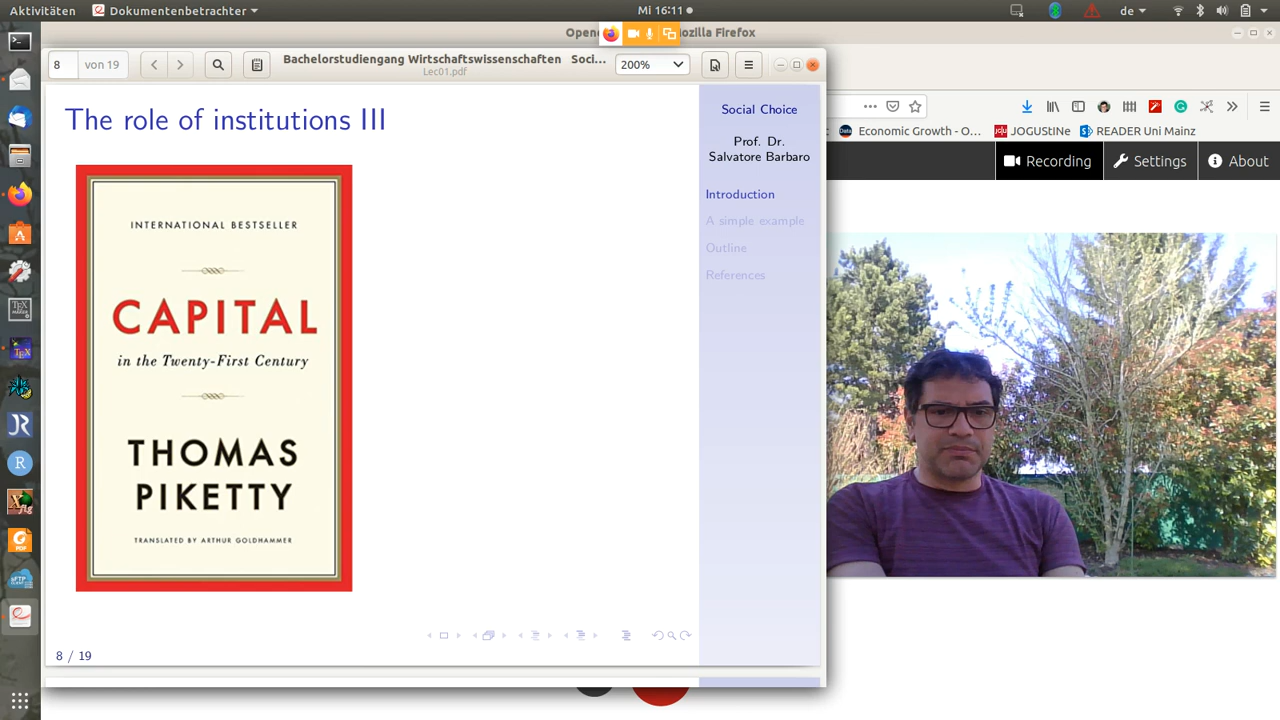 Aktivitäten
Dokumentenbetrachter
Mi 16:11
de
8
von 19
Bachelorstudiengang Wirtschaftswissenschaften Soci...
Lec01.pdf
200%
ozilla Firefox
Economic Growth - O...
JOGU JOGUStINe
READER Uni Mainz
Recording
Settings
About
The role of institutions III
INTERNATIONAL BESTSELLER
CAPITAL
in the Twenty-First Century
THOMAS
PIKETTY
TRANSLATED BY ARTHUR GOLDHAMMER
8 / 19
Social Choice
Prof. Dr.
Salvatore Barbaro
Introduction
A simple example
Outline
References